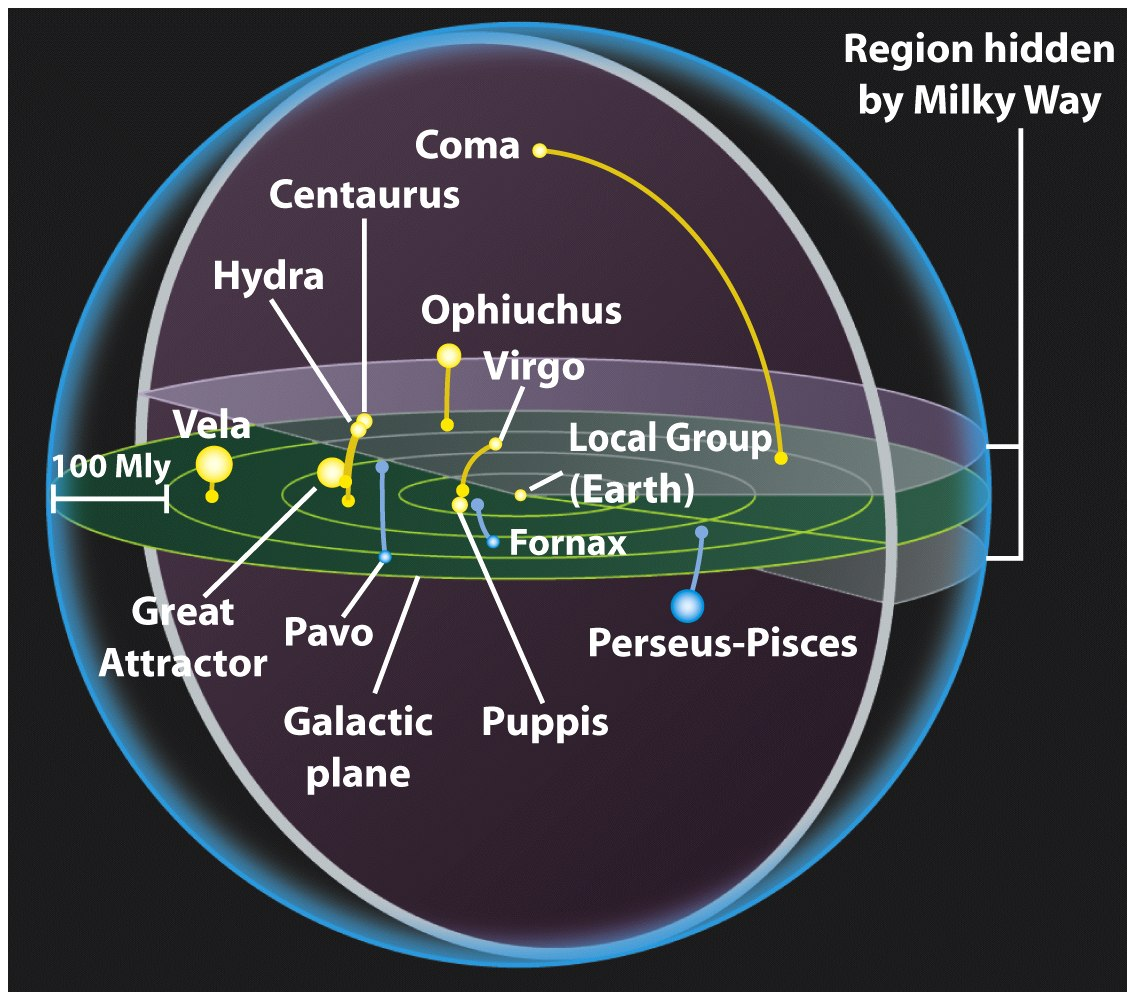 Region hidden
by Milky Way
Coma
Centaurus
Hydra
Ophiuchus
Virgo
Vela
Local Group
(Earth)
100 Mly
Fornax
Great
Attractor
Pavo
Perseus-Pisces
Galactic
plane
Puppis